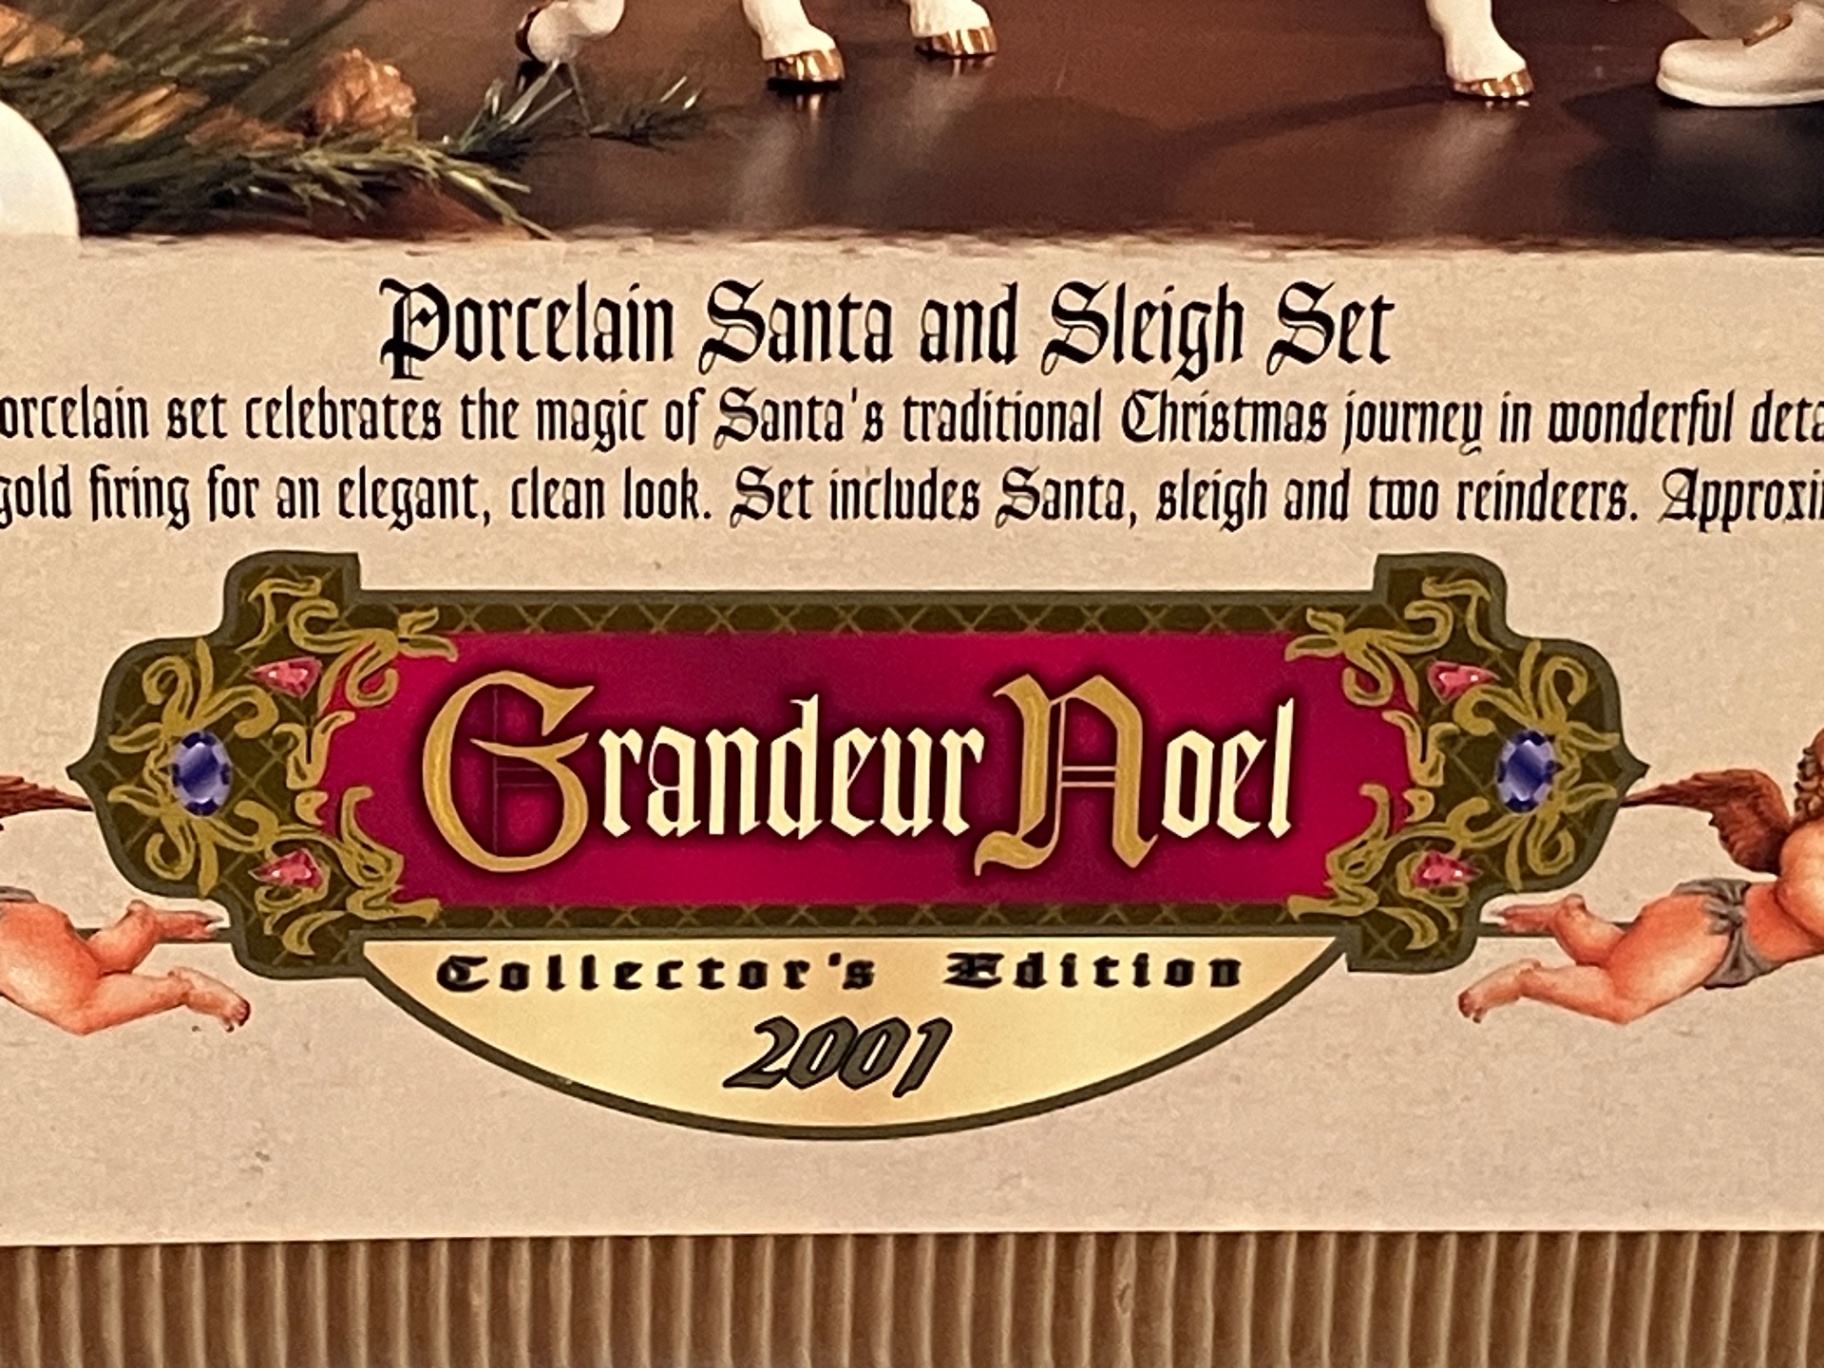 Porcelain Santa and Sleigh Set
orcelain set celebrates the magic of Santa's traditional Christmas journey in wonderful deta
gold firing for an elegant, clean look. Set includes Santa, sleigh and two reindeers. Approxi
Grandeur Noel
Collector's Edition
2001